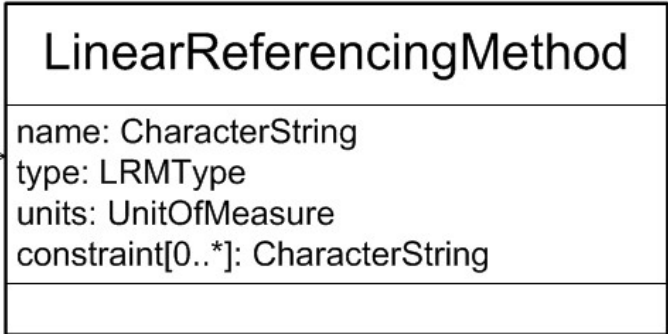 LinearReferencingMethod
name: CharacterString
type: LRMType
units: UnitOfMeasure
constraint[0..*]: CharacterString